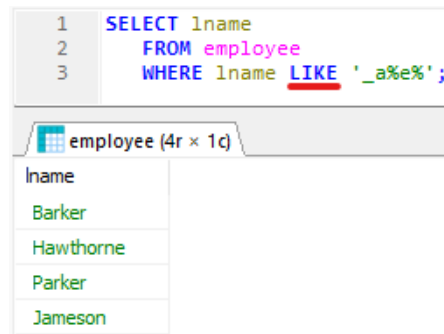 1 SELECT lname
2 FROM employee
3 WHERE lname LIKE '_a%e%';
employee (4r × 1c)
lname
Barker
Hawthorne
Parker
Jameson